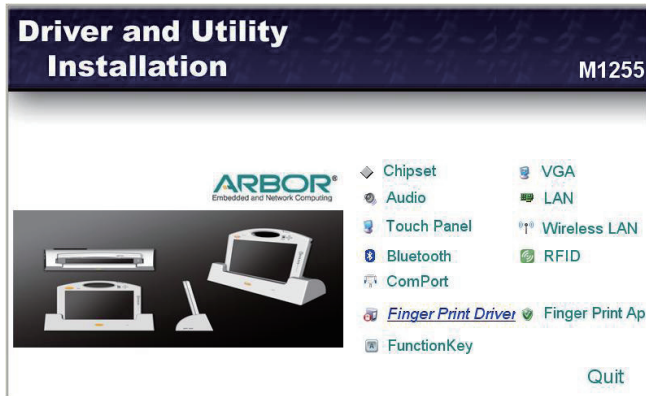 Driver and Utility
Installation
M1255
ARBOR®
Embedded and Network Computing
Chipset
VGA
Audio
LAN
Touch Panel
Wireless LAN
Bluetooth
RFID
ComPort
Finger Print Driver
Finger Print Ap
FunctionKey
Quit